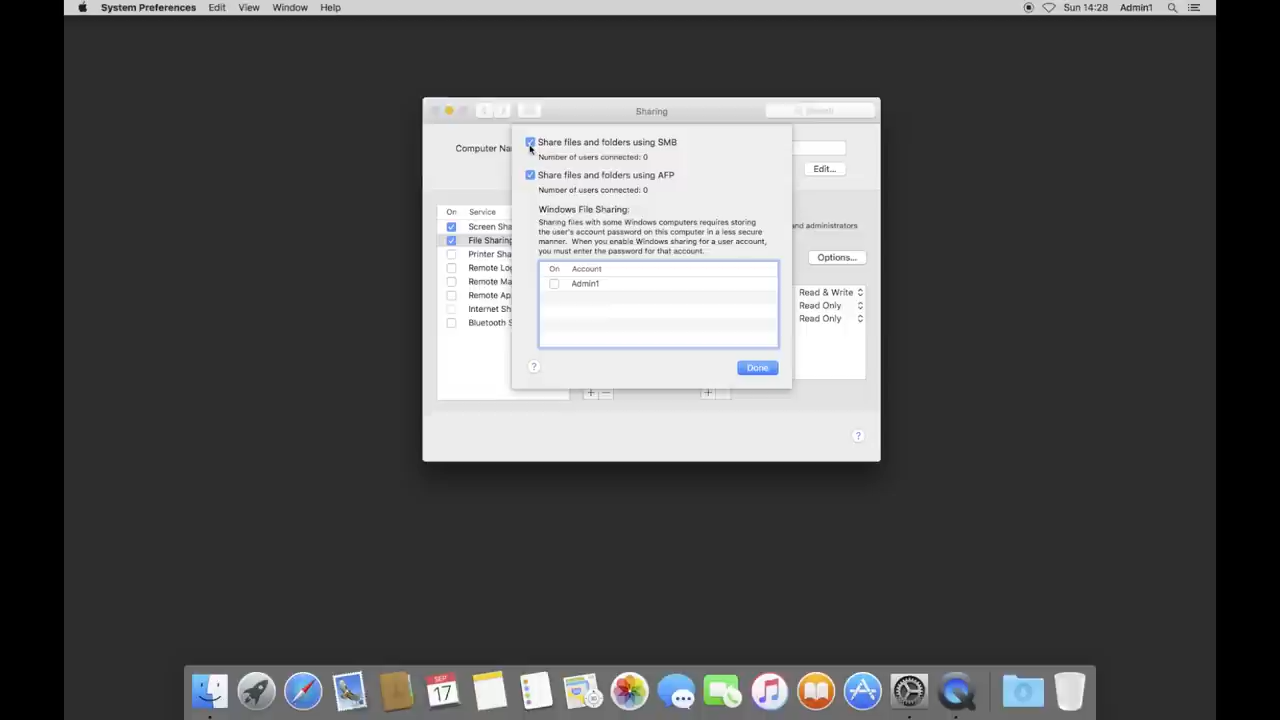 System Preferences Edit View Window Help Sun 14:28 Admin1
Sharing
Share files and folders using SMB
Computer Na
Number of users connected: 0
Edit...
Share files and folders using AFP
Number of users connected: 0
On Service
Windows File Sharing:
Screen Sha
Sharing files with some Windows computers requires storing
and administrators
the user's account password on this computer in a less secure
File Sharing
manner. When you enable Windows sharing for a user account,
you must enter the password for that account.
Printer Sha
Options...
Remote Log
On Account
Remote Ma
Admin1
Read & Write
Remote Ap
Read Only
Internet Sh
Read Only
Bluetooth S
?
Done
+ −
+
?
SEP
17